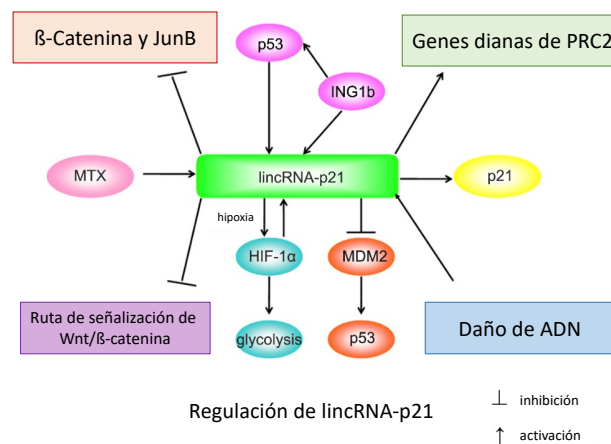 ß-Catenina y JunB
p53
Genes dianas de PRC2
ING1b
MTX
lincRNA-p21
p21
hipoxia
HIF-1α
MDM2
Ruta de señalización de
Wnt/ß-catenina
glycolysis
p53
Daño de ADN
Regulación de lincRNA-p21
inhibición
activación